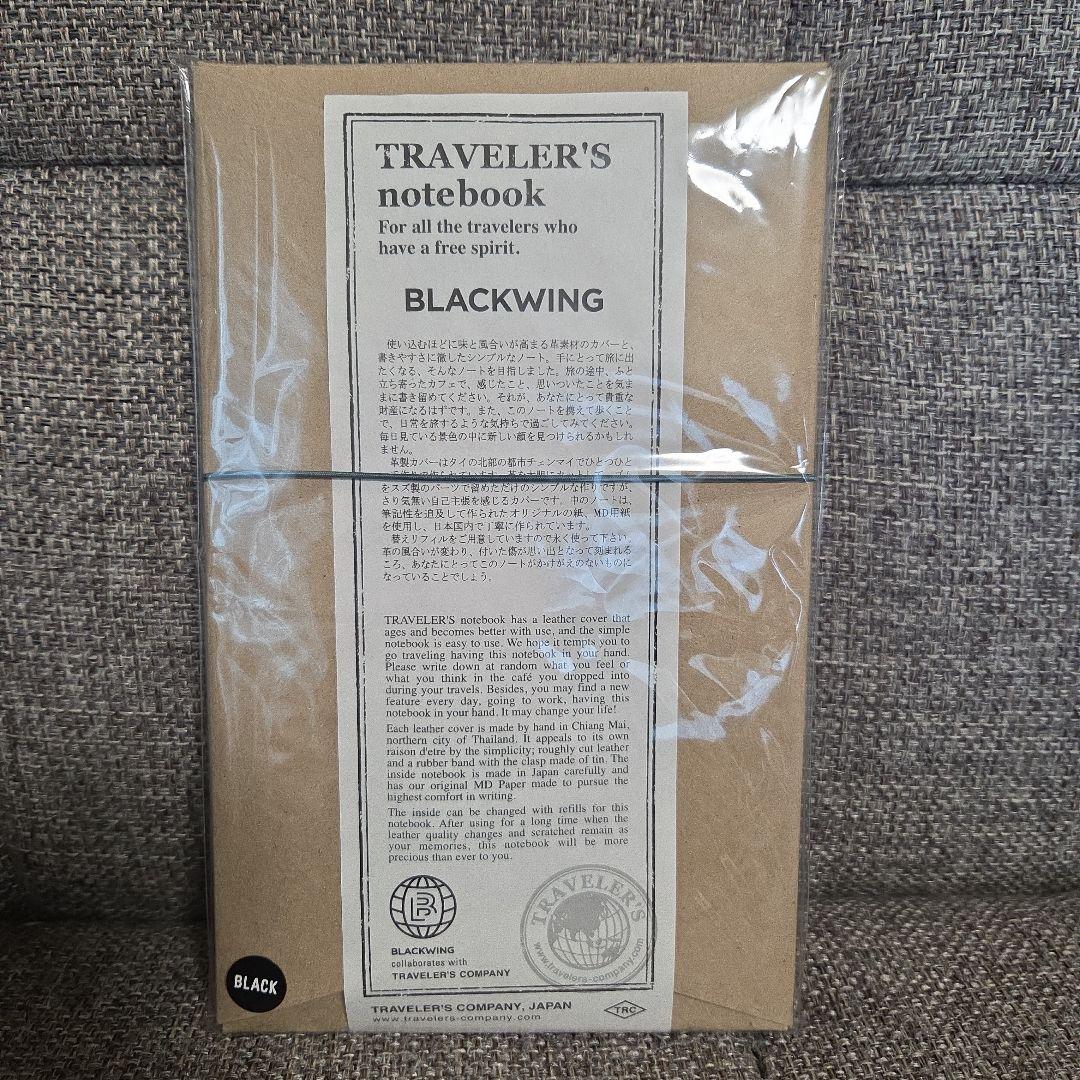 TRAVELER'S
notebook
For all the travelers who
have a free spirit.
BLACKWING
使い込むほどに味と風合いが高まる革素材のカバーと、
書きやすさに徹したシンプルなノート。手にとって旅に出
たくなる、そんなノートを目指しました。旅の途中、ふと
立ち寄ったカフェで、感じたこと、思いついたことを気ま
まに書き留めてください。それが、あなたにとって貴重な
財産になるはずです。また、このノートを携えて歩くこと
で、日常を旅するような気持ちで過ごしてみてください。
毎日見ている景色の中に新しい顔を見つけられるかもしれ
ません。
革製カバーはタイの北部の都市チェンマイでひとつひと
をスズ製のパーツで留めただけのシンプルな作りですが、
さり気無い自己主張を感じるカバーです。中のノートは、
筆記性を追及して作られたオリジナルの紙、MD用紙
を使用し、日本国内で丁寧に作られています。
替えリフィルをご用意していますので永く使って下さい。
革の風合いが変わり、付いた傷が思い出となって刻まれる
ころ、あなたにとってこのノートがかけがえのないものに
なっていることでしょう。
TRAVELER'S notebook has a leather cover that
ages and becomes better with use, and the simple
notebook is easy to use. We hope it tempts you to
go traveling having this notebook in your hand.
Please write down at random what you feel or
what you think in the café you dropped into
during your travels. Besides, you may find a new
feature every day, going to work, having this
notebook in your hand. It may change your life!
Each leather cover is made by hand in Chiang Mai,
northern city of Thailand. It appeals to its own
raison d'etre by the simplicity; roughly cut leather
and a rubber band with the clasp made of tin. The
inside notebook is made in Japan carefully and
has our original MD Paper made to pursue the
highest comfort in writing.
The inside can be changed with refills for this
notebook. After using for a long time when the
leather quality changes and scratched remain as
your memories, this notebook will be more
precious than ever to you.
B
BLACKWING
collaborates with
TRAVELER'S COMPANY
TRAVELER'S
www.travelers-company.com
BLACK
TRAVELER'S COMPANY, JAPAN
www.travelers-company.com
TRC